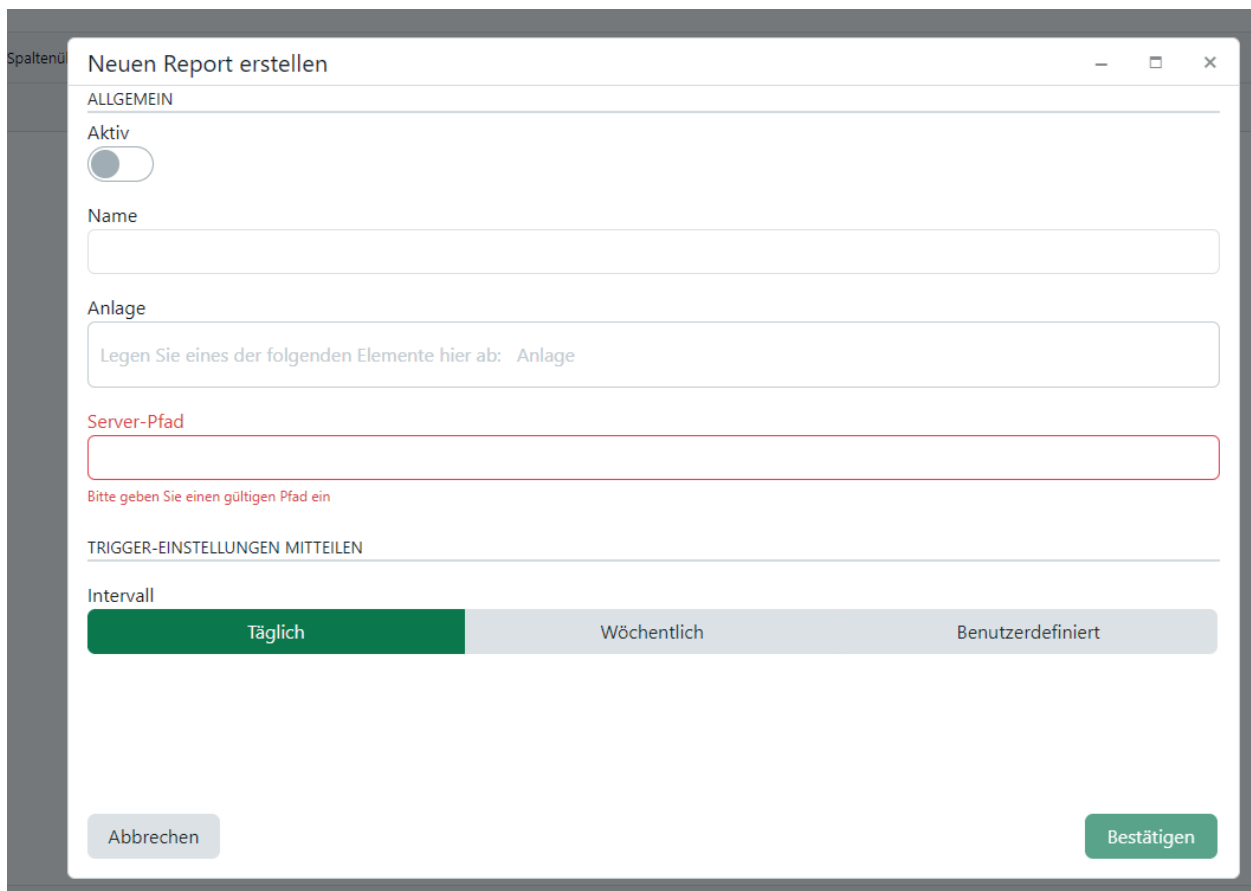 Spaltenül
Neuen Report erstellen
ALLGEMEIN
Aktiv
Name
Anlage
Legen Sie eines der folgenden Elemente hier ab: Anlage
Server-Pfad
Bitte geben Sie einen gültigen Pfad ein
TRIGGER-EINSTELLUNGEN MITTEILEN
Intervall
Täglich Wöchentlich Benutzerdefiniert
Abbrechen Bestätigen